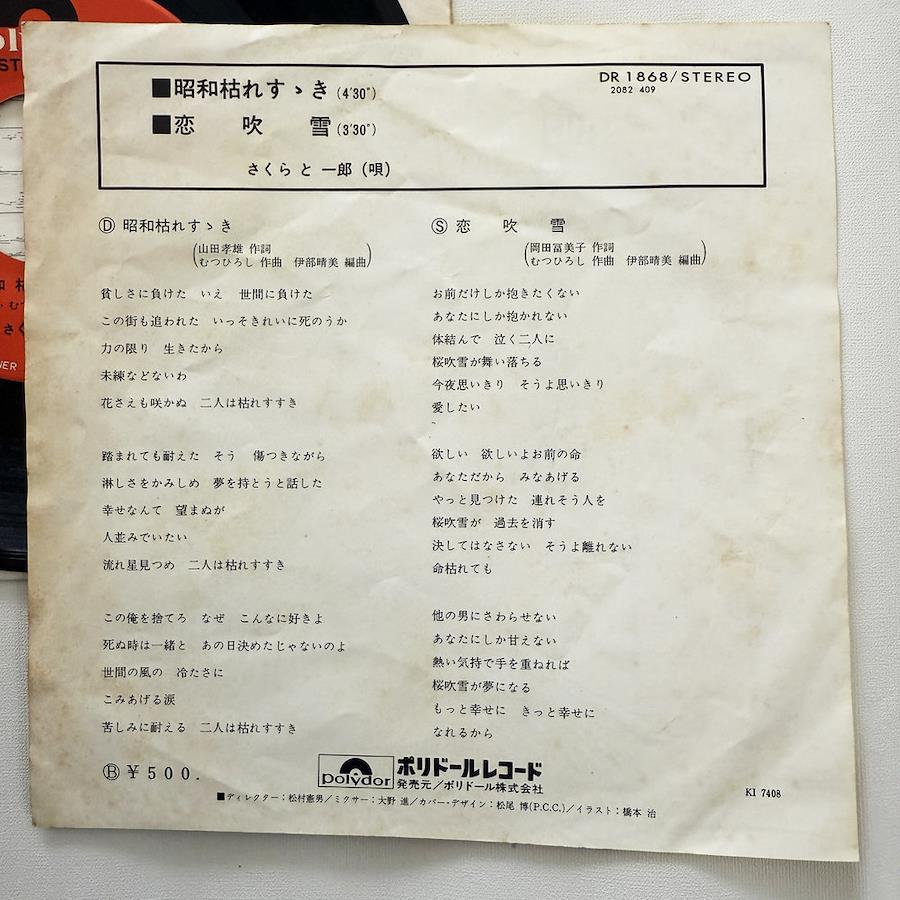 ■昭和枯れすゝき(4'30")
■恋 吹 雪(3'30")
さくら と 一郎 (唄)
DR 1868/STEREO
2082 409
Ⓓ 昭和枯れすゝき
(山田孝雄 作詞
むつひろし 作曲 伊部晴美 編曲)
貧しさに負けた いえ 世間に負けた
この街も追われた いっそきれいに死のうか
力の限り 生きたから
未練などないわ
花さえも咲かぬ 二人は枯れすすき
踏まれても耐えた そう 傷つきながら
淋しさをかみしめ 夢を持とうと話した
幸せなんて 望まぬが
人並みでいたい
流れ星見つめ 二人は枯れすすき
この俺を捨てろ なぜ こんなに好きよ
死ぬ時は一緒と あの日決めたじゃないのよ
世間の風の 冷たさに
こみあげる涙
苦しみに耐える 二人は枯れすすき
Ⓢ 恋 吹 雪
(岡田冨美子 作詞
むつひろし 作曲 伊部晴美 編曲)
お前だけしか抱きたくない
あなたにしか抱かれない
体結んで 泣く二人に
桜吹雪が舞い落ちる
今夜思いきり そうよ思いきり
愛したい
欲しい 欲しいよお前の命
あなただから みなあげる
やっと見つけた 連れそう人を
桜吹雪が 過去を消す
決してはなさない そうよ離れない
命枯れても
他の男にさわらせない
あなたにしか甘えない
熱い気持で手を重ねれば
桜吹雪が夢になる
もっと幸せに きっと幸せに
なれるから
Ⓑ ¥500.
polydor
ポリドールレコード
発売元/ポリドール株式会社
KI 7408
■ディレクター:松村憲男/ミクサー:大野 進/カバー・デザイン:松尾 博(P.C.C.)/イラスト:橋本 治